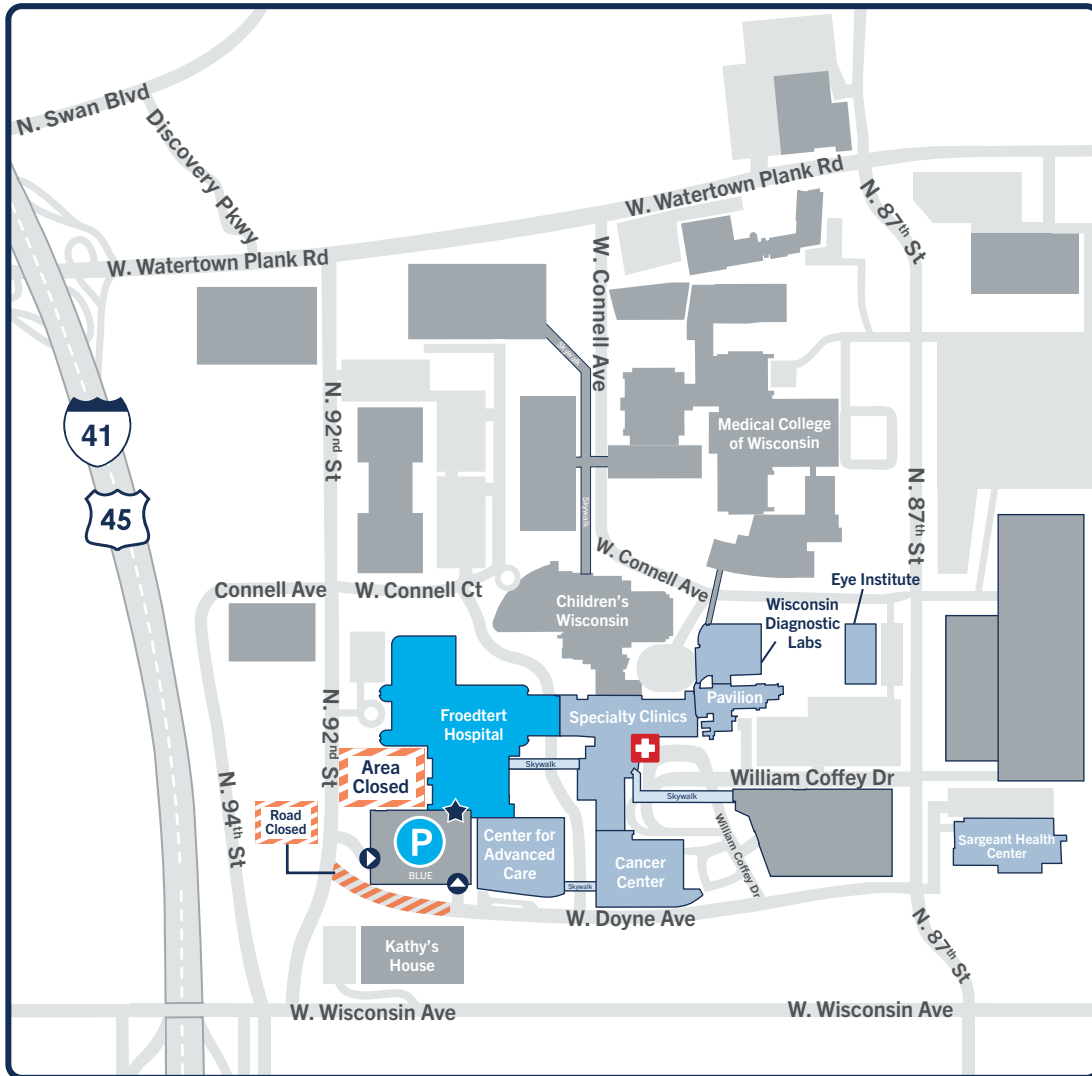 N. Swan Blvd
Discovery Pkwy
W. Watertown Plank Rd
W. Watertown Plank Rd
N. 87th St
W. Connell Ave
Skywalk
41
45
N. 92nd St
Medical College
of Wisconsin
Skywalk
N. 87th St
W. Connell Ave
Connell Ave
W. Connell Ct
Children's
Wisconsin
Eye Institute
Wisconsin
Diagnostic
Labs
Pavilion
Froedtert
Hospital
Specialty Clinics
N. 92nd St
Area
Closed
Skywalk
William Coffey Dr
Skywalk
N. 94th St
Road
Closed
P
BLUE
Center for
Advanced
Care
Cancer
Center
William Coffey Dr
Sargeant Health
Center
Skywalk
W. Doyne Ave
Kathy's
House
N. 87th St
W. Wisconsin Ave
W. Wisconsin Ave